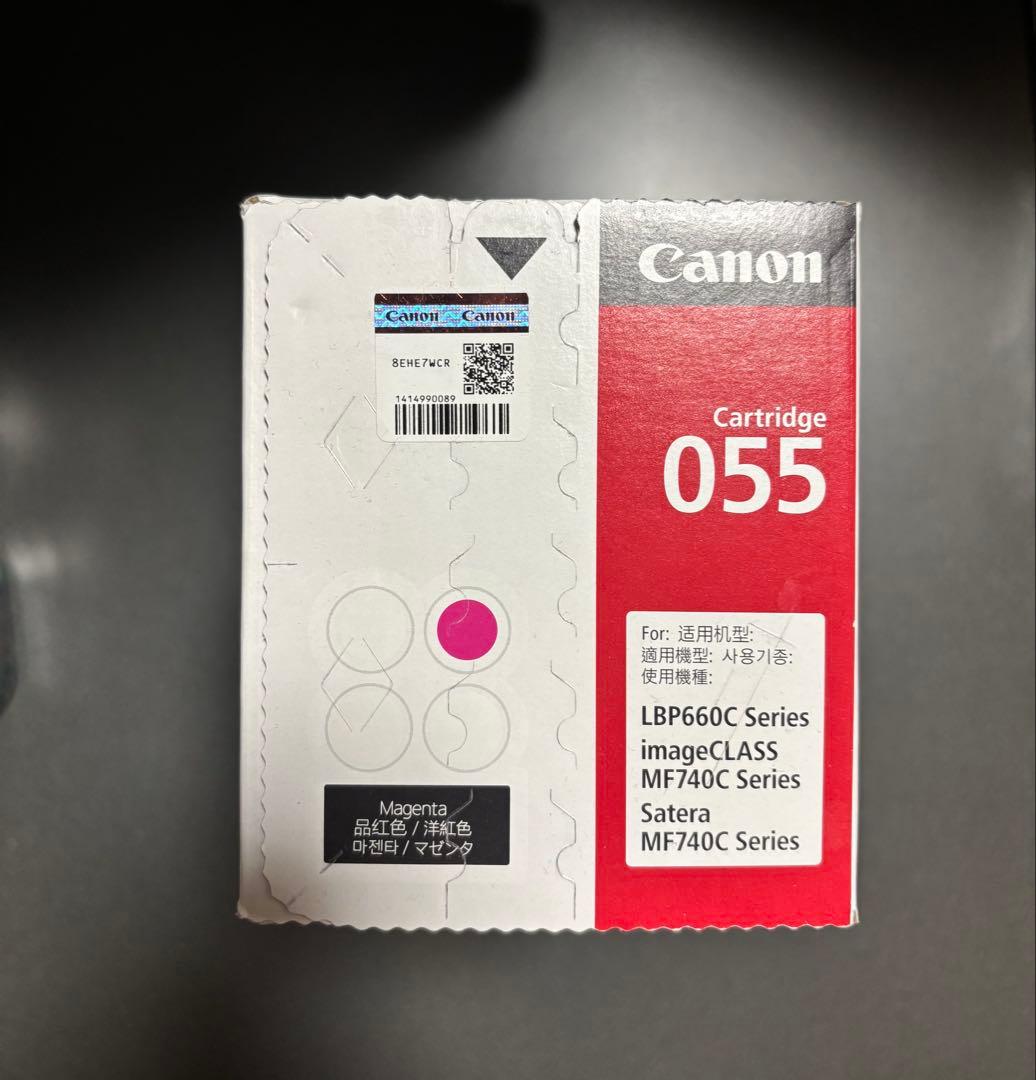 Canon
Canon Canon
8EHE7WCR
1414990089
Cartridge
055
For: 适用机型:
適用機型: 사용기종:
使用機種:
LBP660C Series
imageCLASS
MF740C Series
Satera
MF740C Series
Magenta
品红色 / 洋紅色
마젠타 / マゼンタ